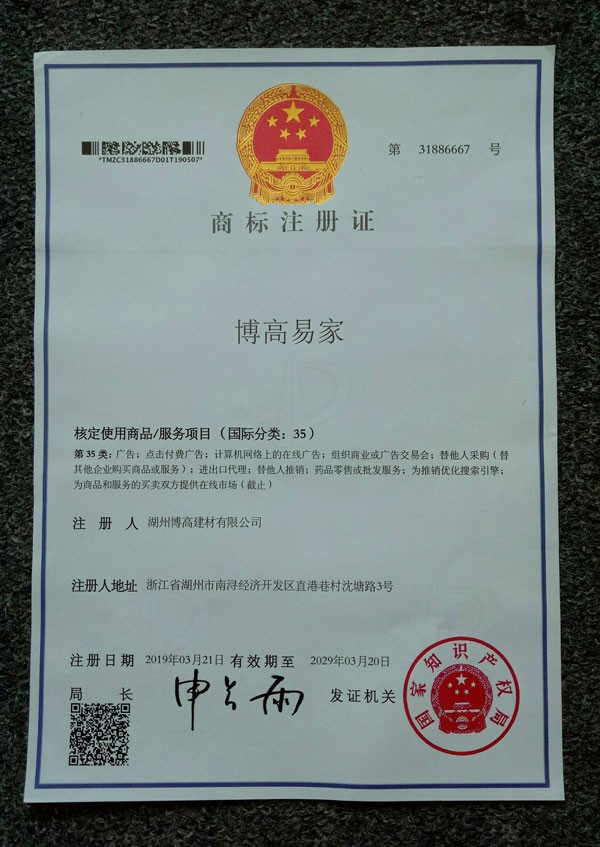 *TMZC31886667D01T190507*
第 31886667 号
商标注册证
博高易家
核定使用商品/服务项目（国际分类：35）
第 35 类：广告；点击付费广告；计算机网络上的在线广告；组织商业或广告交易会；替他人采购（替
其他企业购买商品或服务）；进出口代理；替他人推销；药品零售或批发服务；为推销优化搜索引擎；
为商品和服务的买卖双方提供在线市场（截止）
注 册 人 湖州博高建材有限公司
注册人地址 浙江省湖州市南浔经济开发区直港巷村沈塘路3号
注册日期 2019年03月21日 有效期至 2029年03月20日
局 长 申长雨 发证机关
国家知识产权局